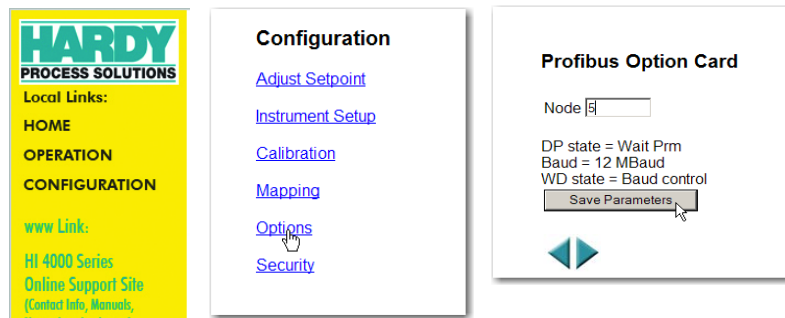 HARDY
PROCESS SOLUTIONS
Local Links:
HOME
OPERATION
CONFIGURATION
www Link:
HI 4000 Series
Online Support Site
(Contact Info, Manuals,
Configuration
Adjust Setpoint
Instrument Setup
Calibration
Mapping
Options
Security
Profibus Option Card
Node 5
DP state = Wait Prm
Baud = 12 MBaud
WD state = Baud control
Save Parameters